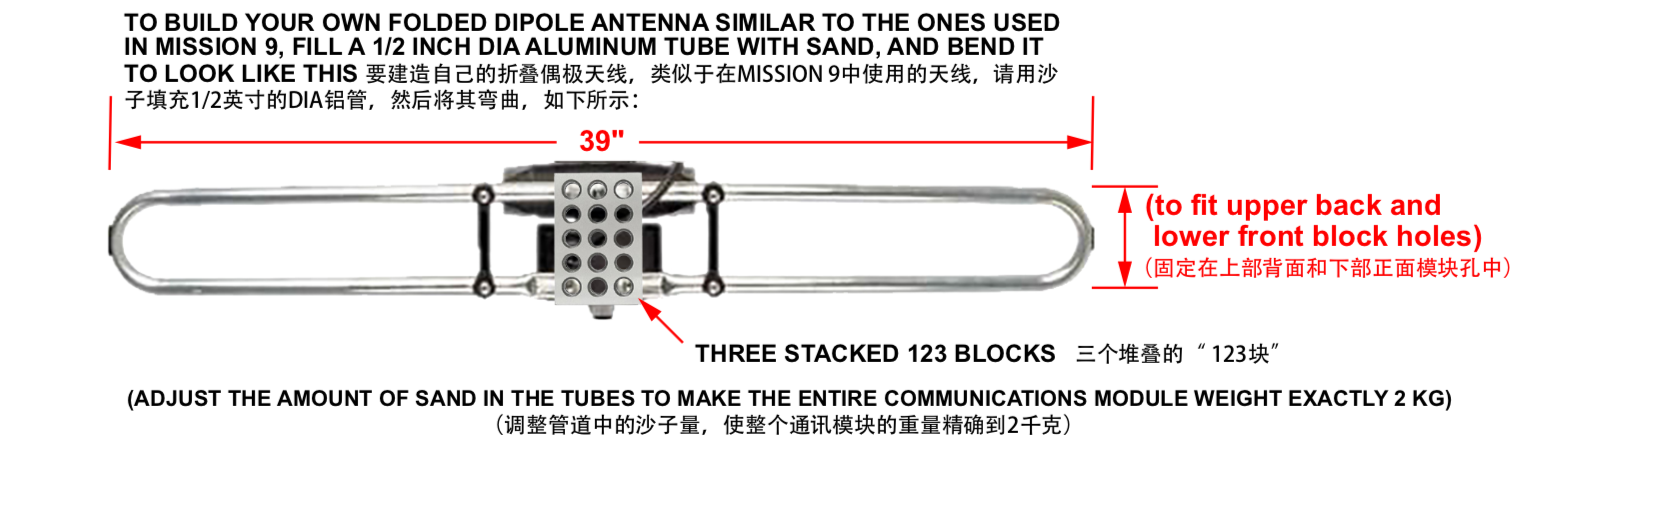 TO BUILD YOUR OWN FOLDED DIPOLE ANTENNA SIMILAR TO THE ONES USED
IN MISSION 9, FILL A 1/2 INCH DIA ALUMINUM TUBE WITH SAND, AND BEND IT
TO LOOK LIKE THIS 要建造自己的折叠偶极天线，类似于在MISSION 9中使用的天线，请用沙
子填充1/2英寸的DIA铝管，然后将其弯曲，如下所示：
39"
(to fit upper back and
lower front block holes)
（固定在上部背面和下部正面模块孔中）
THREE STACKED 123 BLOCKS 三个堆叠的“ 123块”
(ADJUST THE AMOUNT OF SAND IN THE TUBES TO MAKE THE ENTIRE COMMUNICATIONS MODULE WEIGHT EXACTLY 2 KG)
（调整管道中的沙子量，使整个通讯模块的重量精确到2千克）